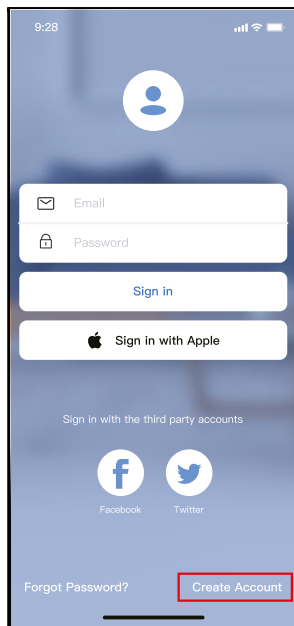 9:28
Email
Password
Sign in
Sign in with Apple
Sign in with the third party accounts
Facebook Twitter
Forgot Password? Create Account